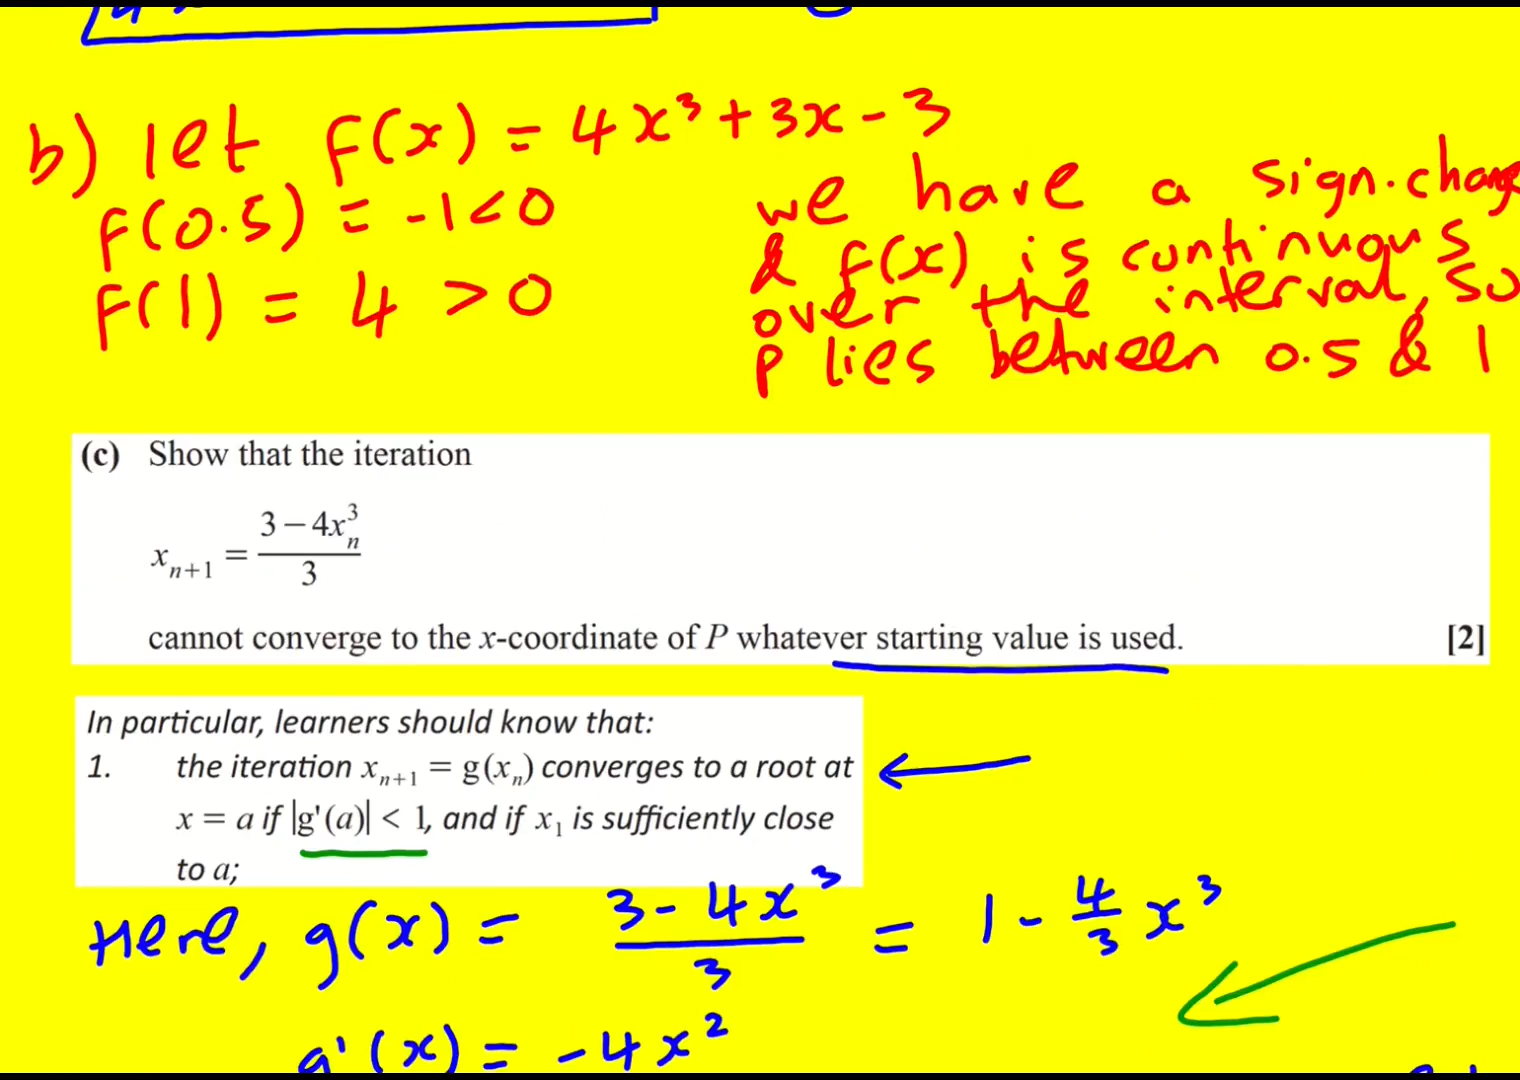 b) let f(x) = 4x³ + 3x - 3
f(0.5) = -1 < 0
f(1) = 4 > 0
we have a sign.change
& f(x) is continuous
over the interval, so
P lies between 0.5 & 1
(c) Show that the iteration
xₙ₊₁ = (3 − 4xₙ³)/3
cannot converge to the x-coordinate of P whatever starting value is used. [2]
In particular, learners should know that:
1. the iteration xₙ₊₁ = g(xₙ) converges to a root at
x = a if |g'(a)| < 1, and if x₁ is sufficiently close
to a;
Here, g(x) = (3 - 4x³)/3 = 1 - 4/3 x³
g'(x) = -4x²